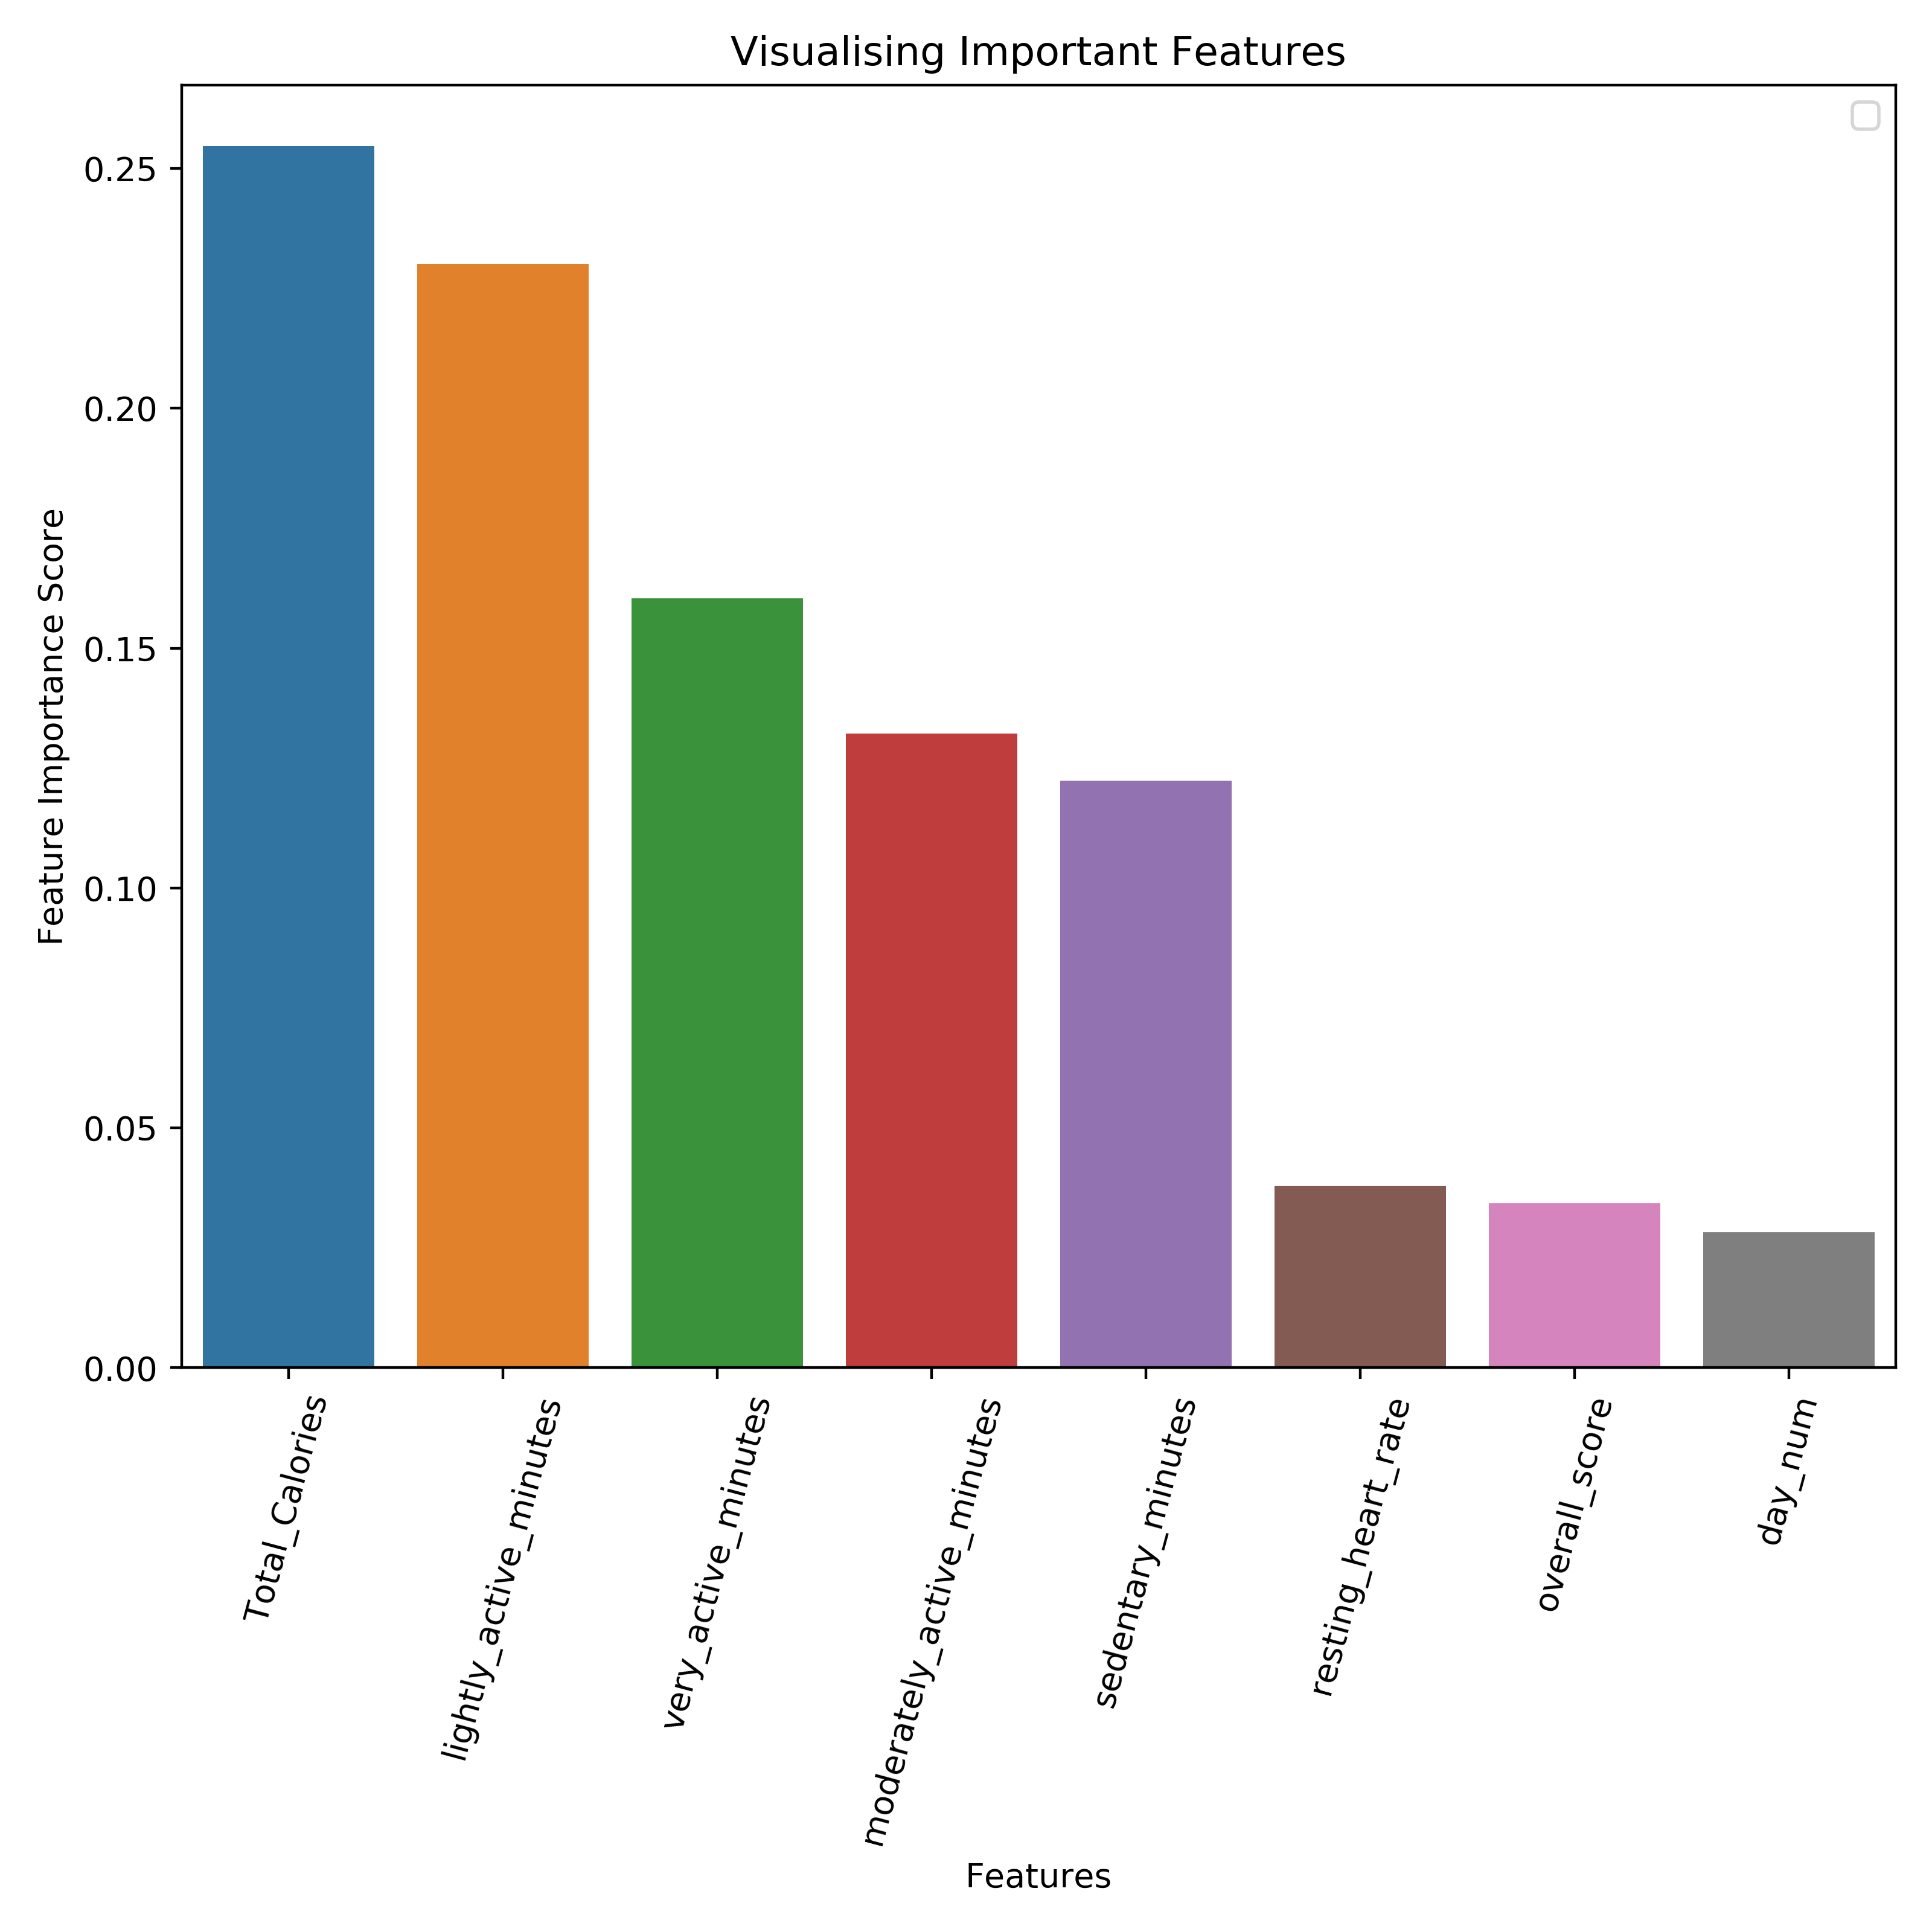 Visualising Important Features
Feature Importance Score
0.25
0.20
0.15
0.10
0.05
0.00
Total_Calories
lightly_active_minutes
very_active_minutes
moderately_active_minutes
sedentary_minutes
resting_heart_rate
overall_score
day_num
Features